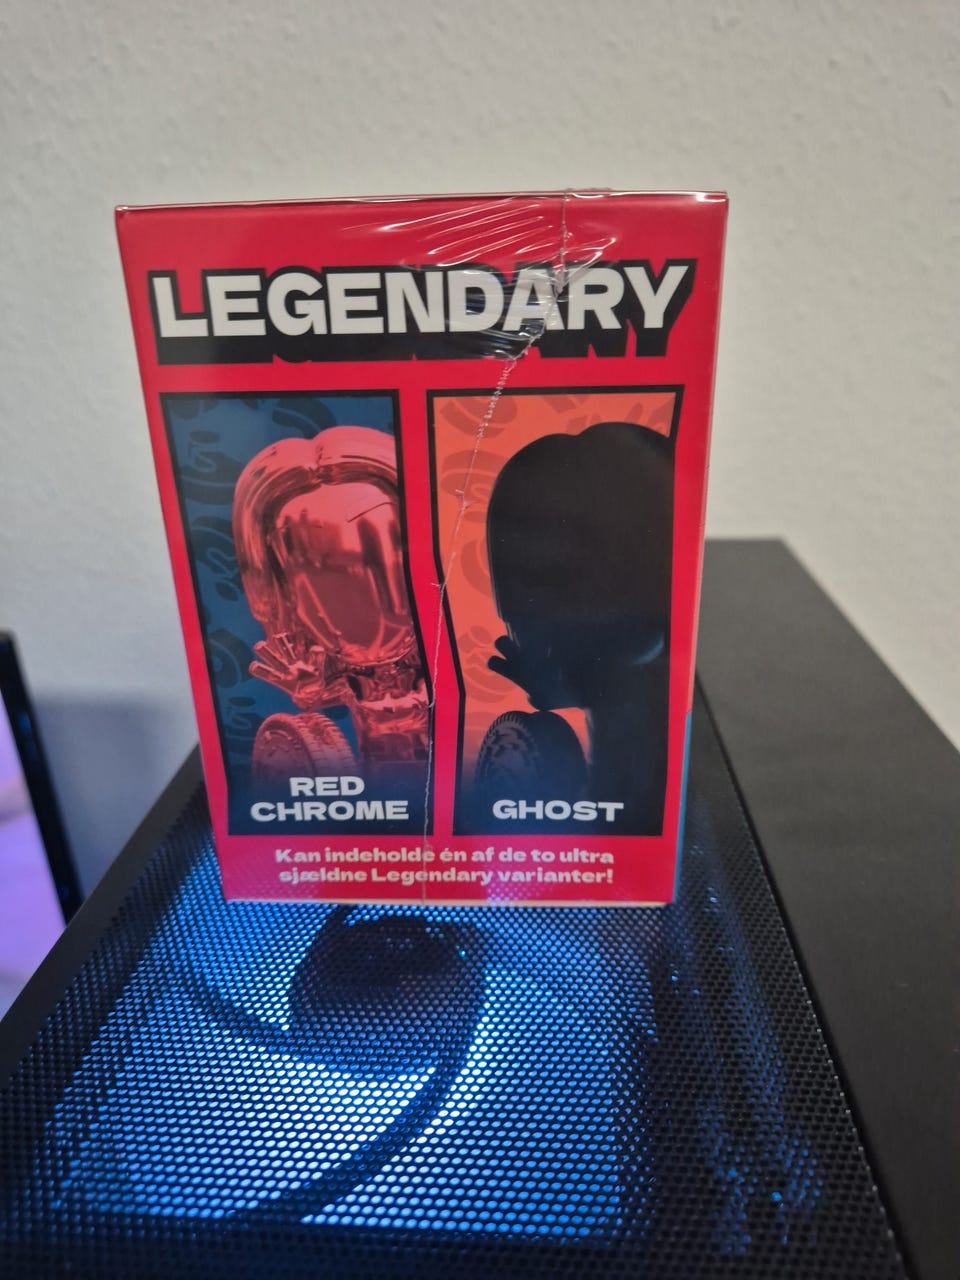 LEGENDARY
RED
CHROME
GHOST
Kan indeholde én af de to ultra
sjældne Legendary varianter!